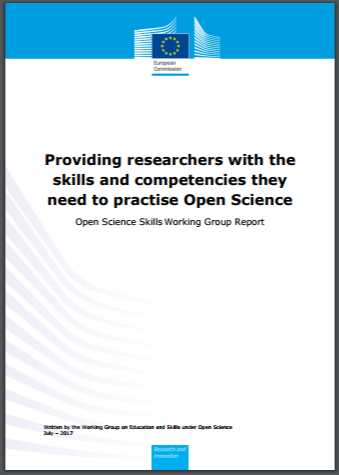 European
Commission
Providing researchers with the
skills and competencies they
need to practise Open Science
Open Science Skills Working Group Report
Written by the Working Group on Education and Skills under Open Science
July – 2017
Research and
Innovation